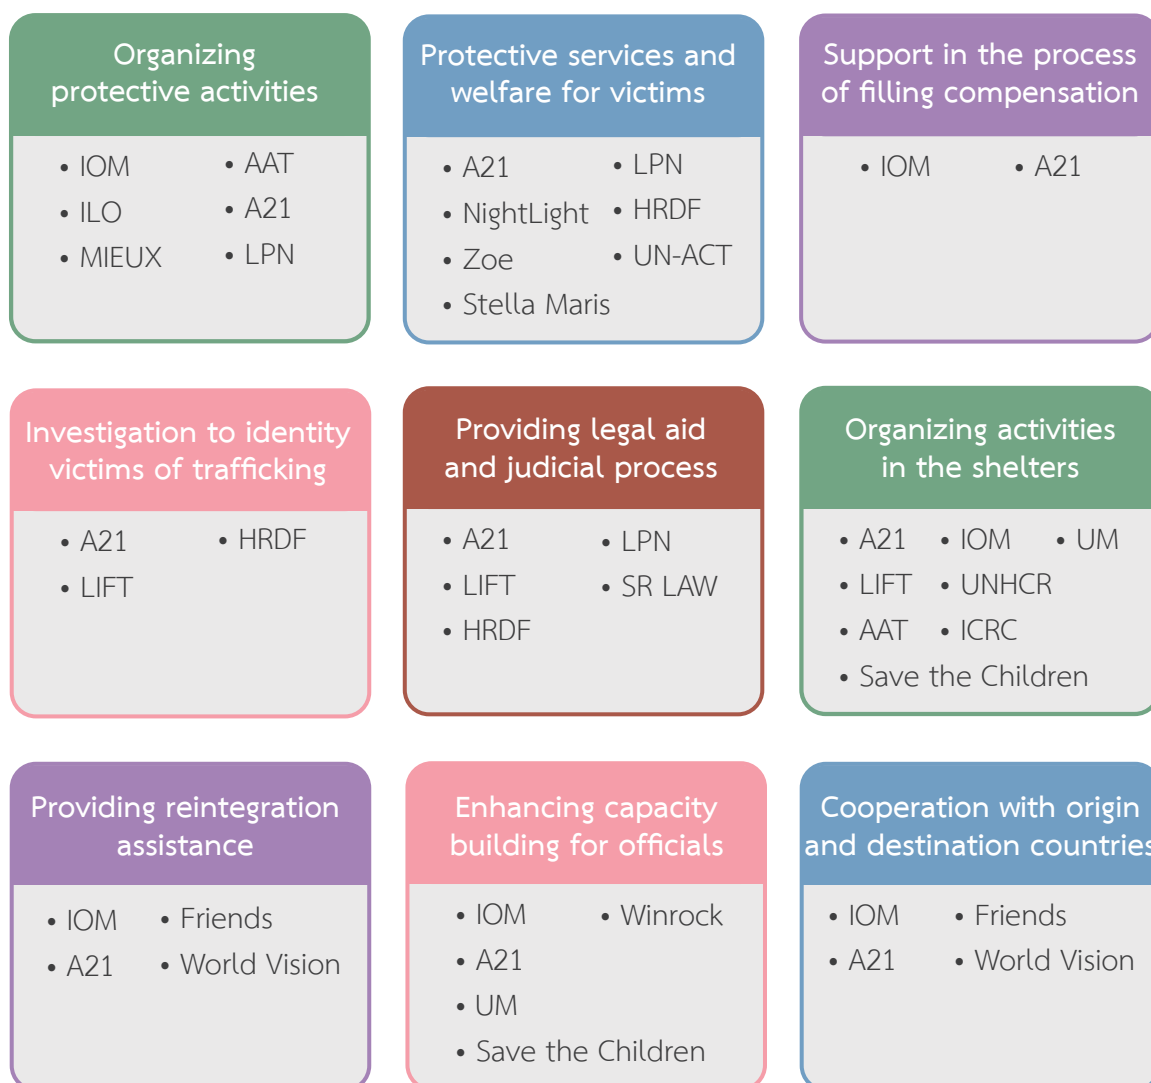 Organizing
protective activities
• IOM
• ILO
• MIEUX
• AAT
• A21
• LPN
Protective services and
welfare for victims
• A21
• NightLight
• Zoe
• Stella Maris
• LPN
• HRDF
• UN-ACT
Support in the process
of filling compensation
• IOM
• A21
Investigation to identity
victims of trafficking
• A21
• LIFT
• HRDF
Providing legal aid
and judicial process
• A21
• LIFT
• HRDF
• LPN
• SR LAW
Organizing activities
in the shelters
• A21
• LIFT
• AAT
• Save the Children
• IOM
• UNHCR
• ICRC
• UM
Providing reintegration
assistance
• IOM
• A21
• Friends
• World Vision
Enhancing capacity
building for officials
• IOM
• A21
• UM
• Save the Children
• Winrock
Cooperation with origin
and destination countries
• IOM
• A21
• Friends
• World Vision